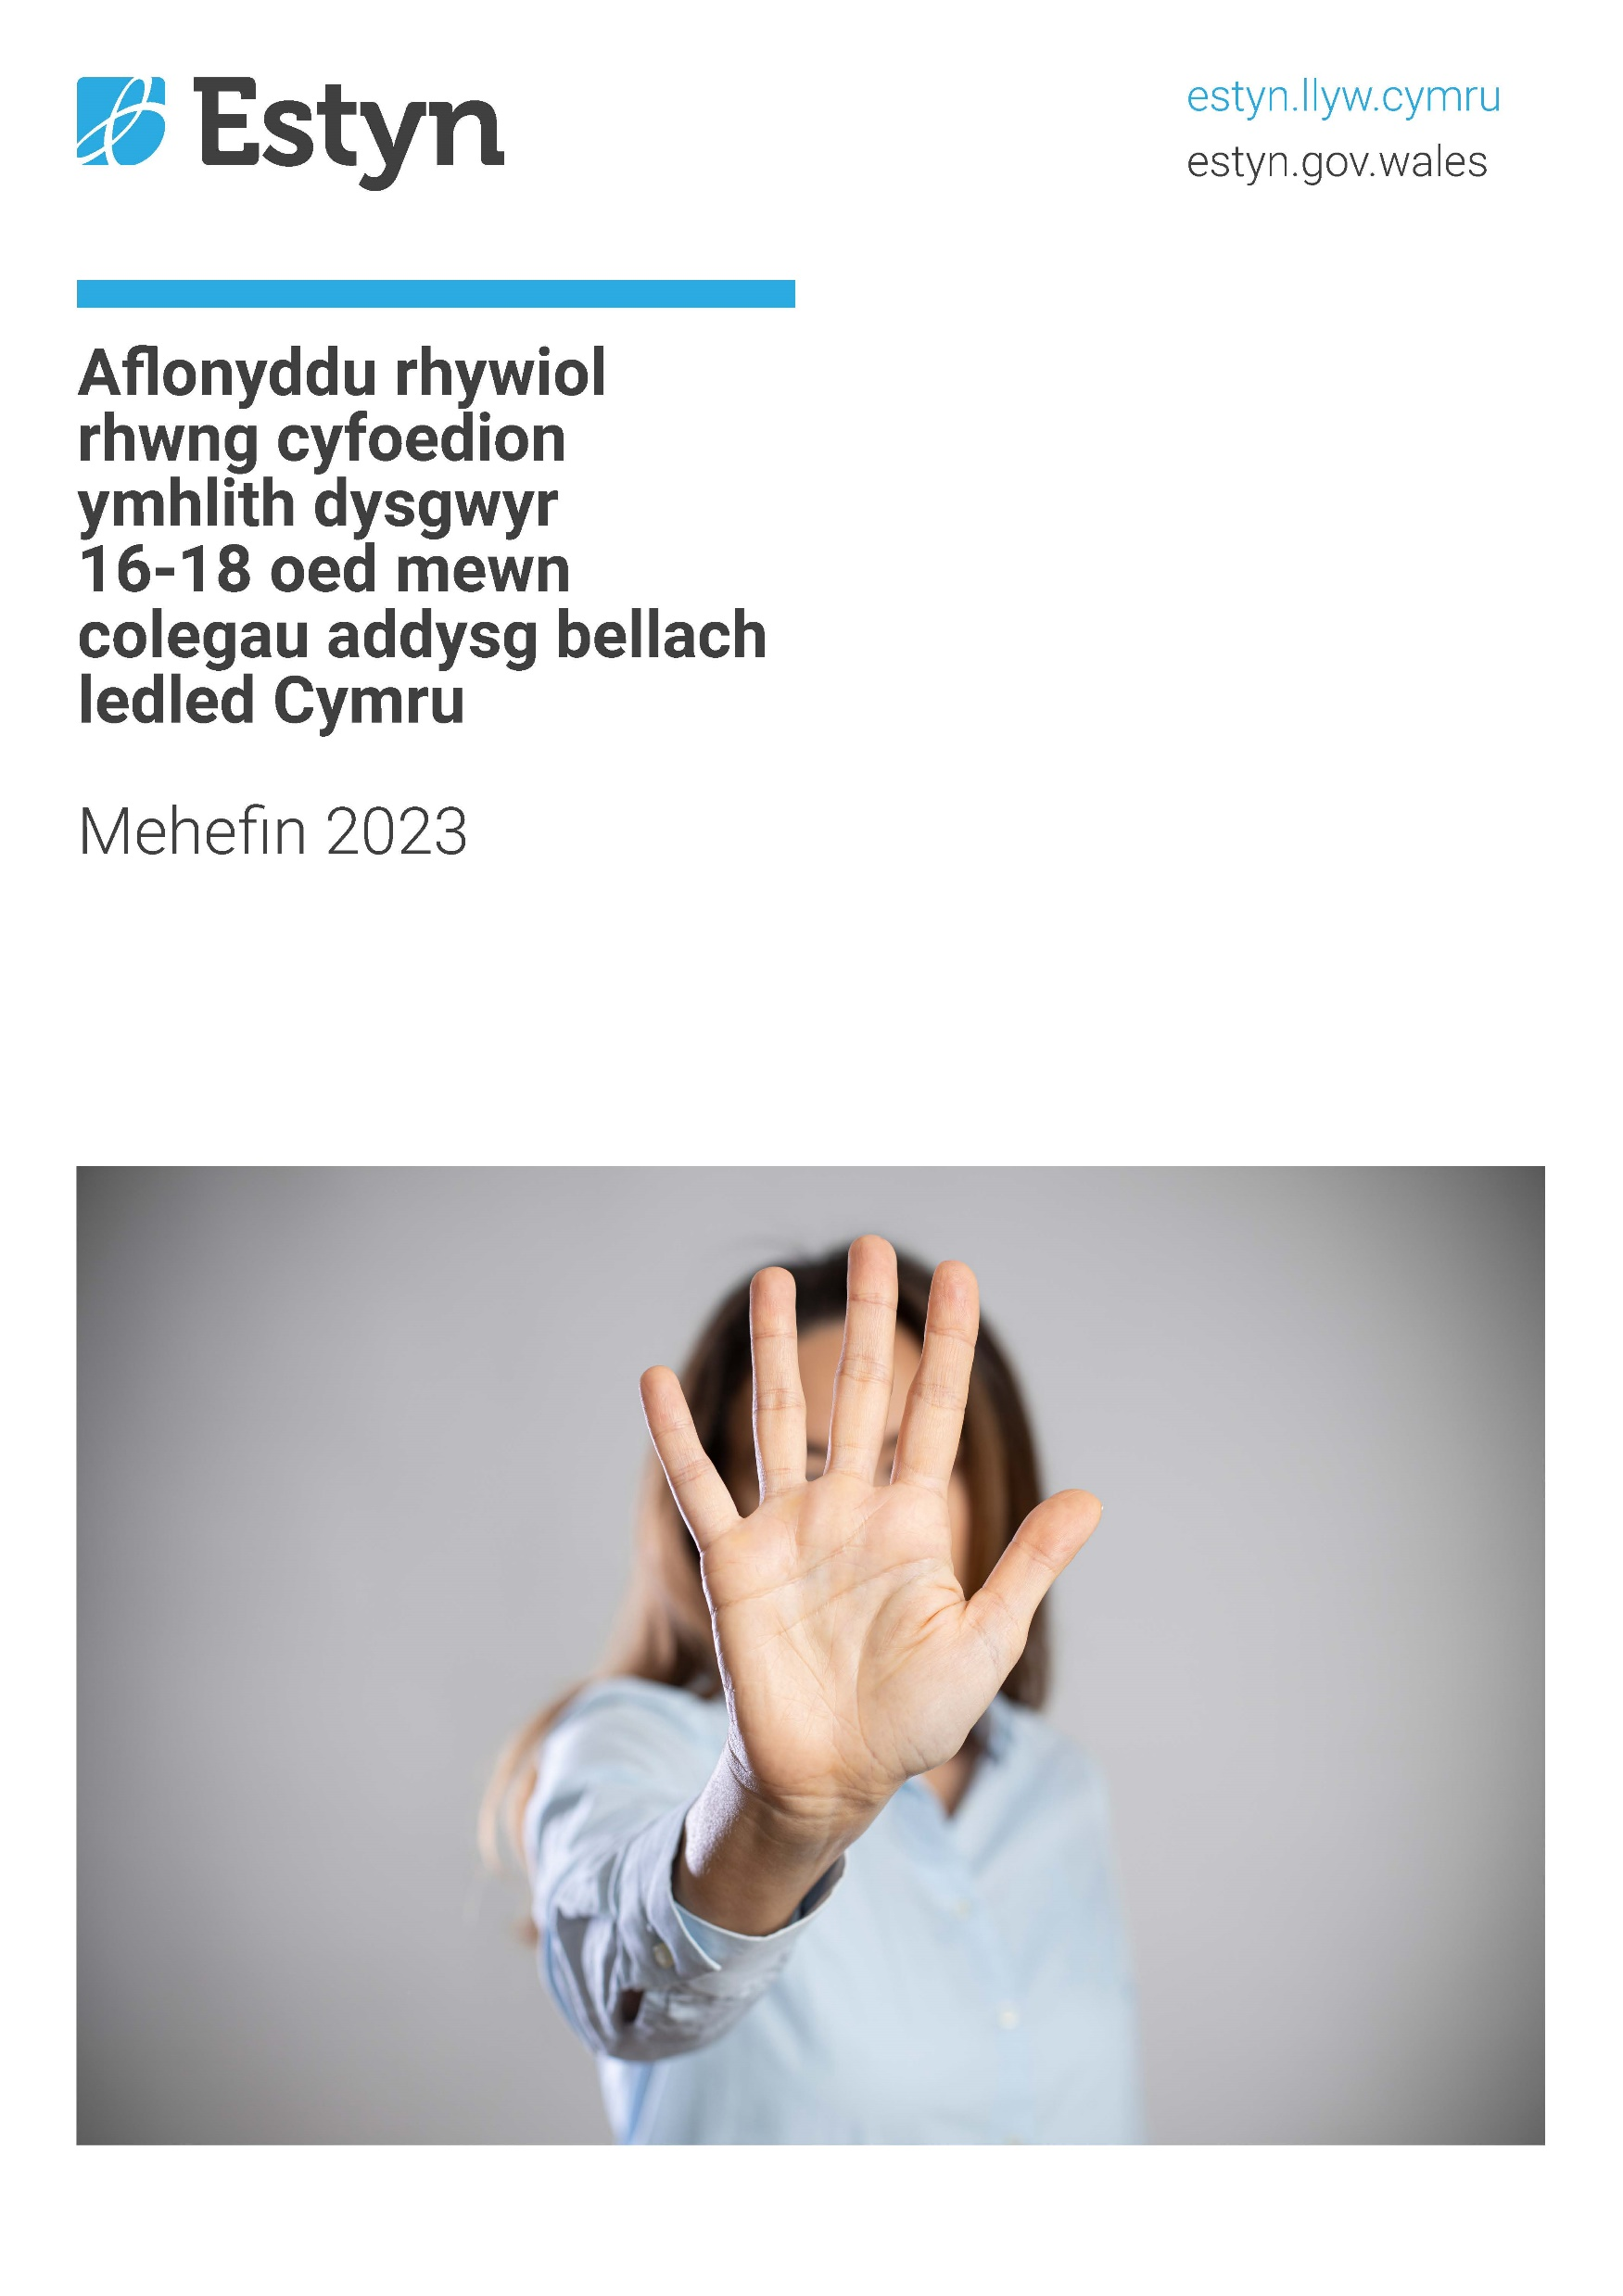 Estyn
estyn.llyw.cymru
estyn.gov.wales
Aflonyddu rhywiol
rhwng cyfoedion
ymhlith dysgwyr
16-18 oed mewn
colegau addysg bellach
ledled Cymru
Mehefin 2023